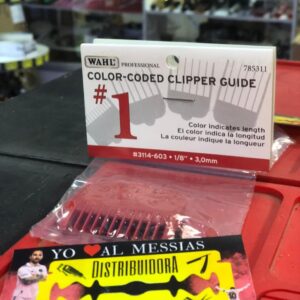 WAHL PROFESSIONAL
785311
COLOR-CODED CLIPPER GUIDE
#1
Color indicates length
El color indica la longitud
La couleur indique la longueur
#3114-603 • 1/8" • 3,0mm
YO AL MESSIAS
DISTRIBUIDORA